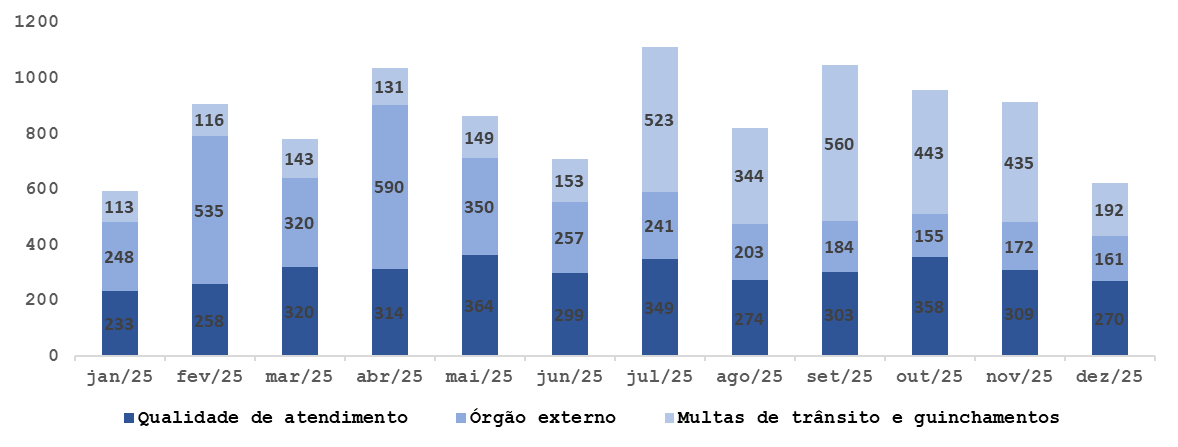 1200
1000
800
600
400
200
0
113 116 143 131 149 153 523 344 560 443 435 192
248 535 320 590 350 257 241 203 184 155 172 161
233 258 320 314 364 299 349 274 303 358 309 270
jan/25 fev/25 mar/25 abr/25 mai/25 jun/25 jul/25 ago/25 set/25 out/25 nov/25 dez/25
Qualidade de atendimento Órgão externo Multas de trânsito e guinchamentos